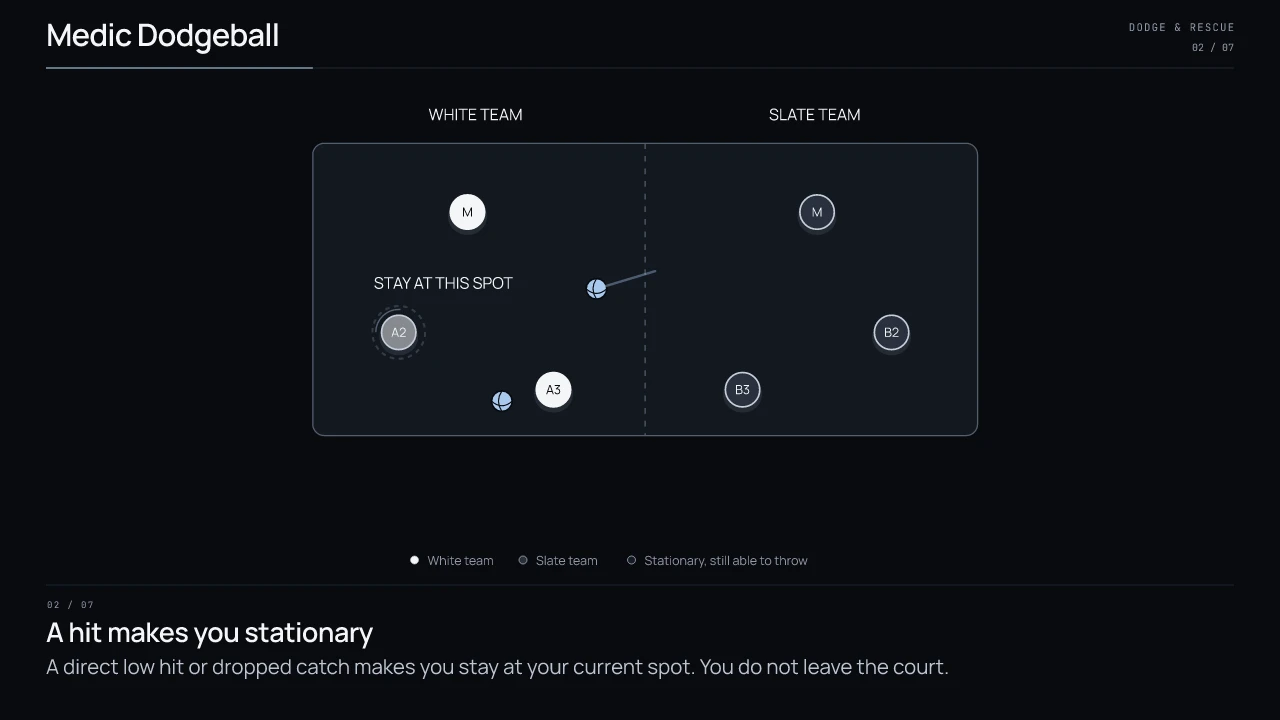 Medic Dodgeball
DODGE & RESCUE
02 / 07
WHITE TEAM
SLATE TEAM
M
M
STAY AT THIS SPOT
A2
B2
A3
B3
White team
Slate team
Stationary, still able to throw
02 / 07
A hit makes you stationary
A direct low hit or dropped catch makes you stay at your current spot. You do not leave the court.